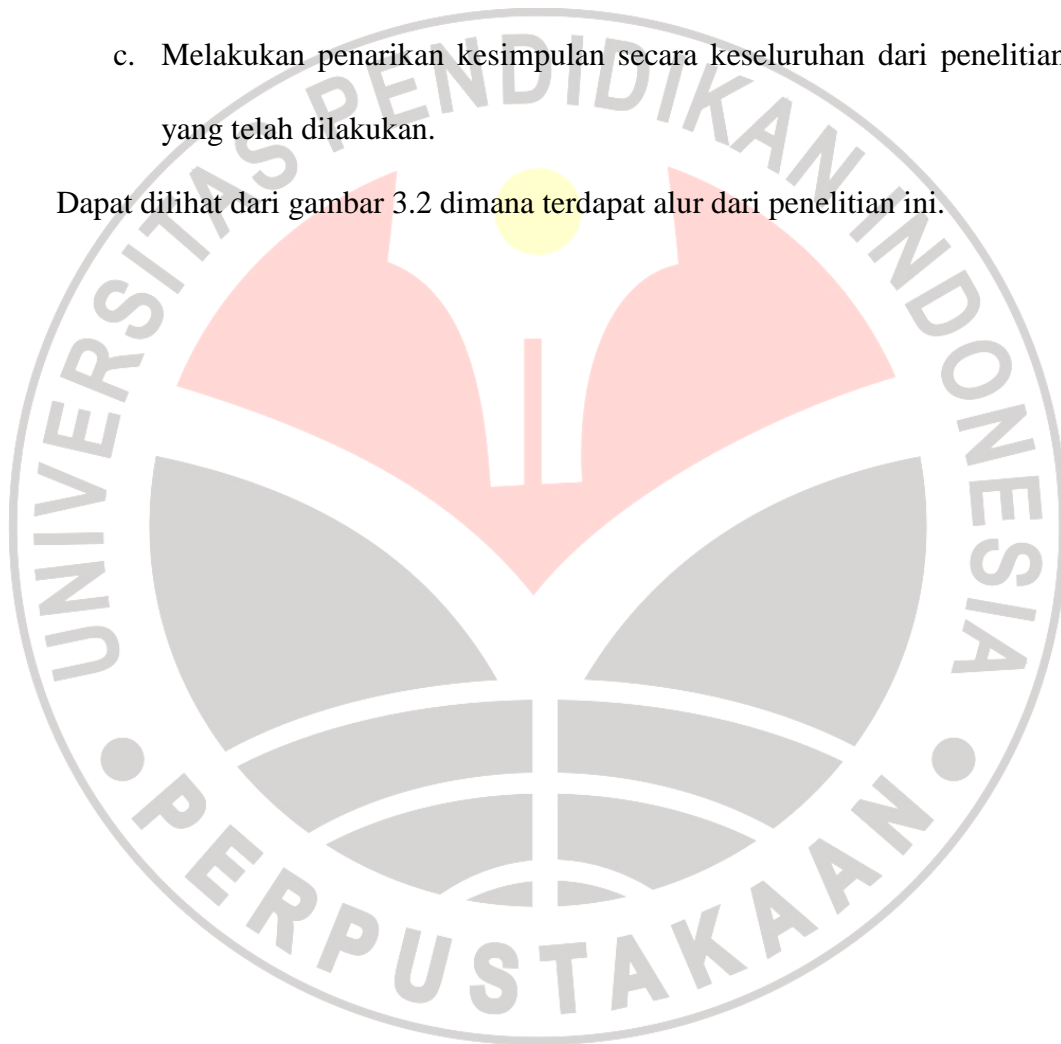 c. Melakukan penarikan kesimpulan secara keseluruhan dari penelitian
yang telah dilakukan.
Dapat dilihat dari gambar 3.2 dimana terdapat alur dari penelitian ini.
UNIVERSITAS PENDIDIKAN INDONESIA
PERPUSTAKAAN